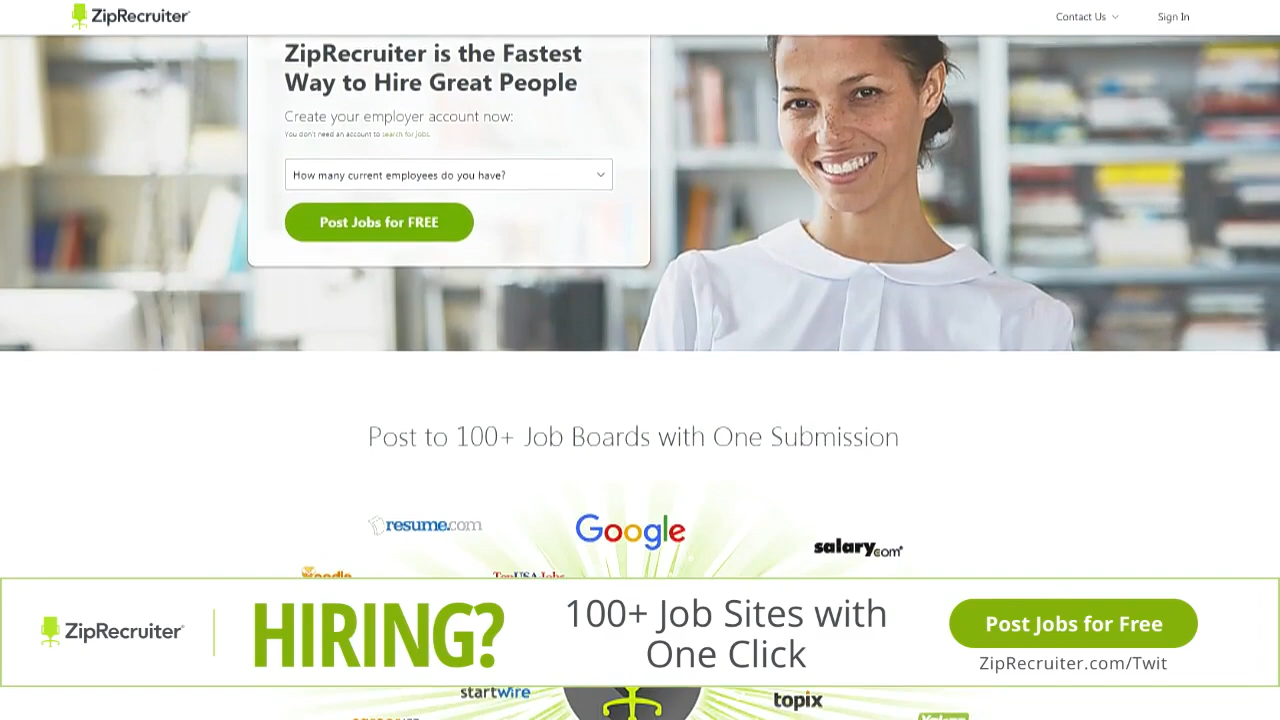 ZipRecruiter
Contact Us
Sign In
ZipRecruiter is the Fastest
Way to Hire Great People
Create your employer account now:
You don't need an account to search for jobs.
How many current employees do you have?
Post Jobs for FREE
Post to 100+ Job Boards with One Submission
resume.com
Google
salary.com
TopUSAJobs
ZipRecruiter
HIRING?
100+ Job Sites with
One Click
Post Jobs for Free
ZipRecruiter.com/Twit
startwire
topix